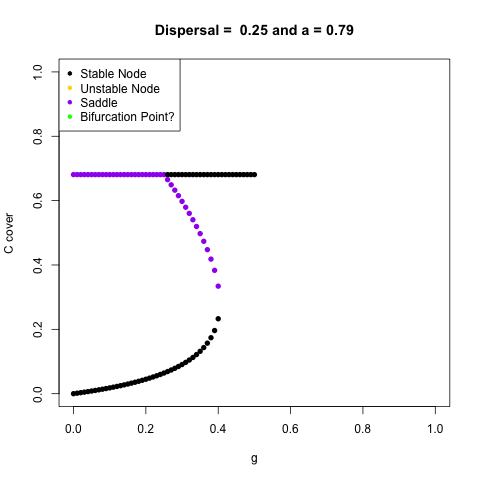 Dispersal =  0.25 and a = 0.79
Stable Node
Unstable Node
Saddle
Bifurcation Point?
C cover
1.0
0.8
0.6
0.4
0.2
0.0
0.0 0.2 0.4 0.6 0.8 1.0
g